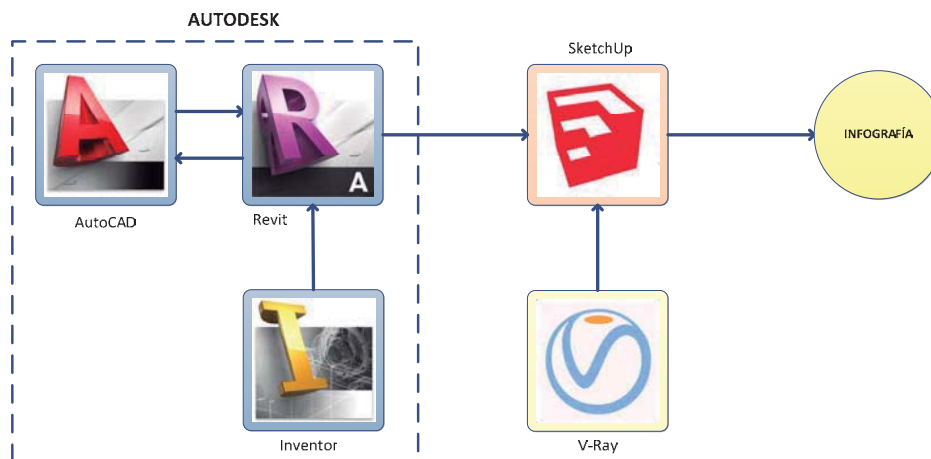 AUTODESK
SketchUp
A
R
A
INFOGRAFÍA
AutoCAD
Revit
I
Inventor
V-Ray